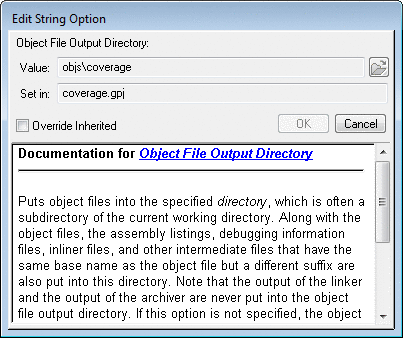 Edit String Option
Object File Output Directory:
Value: objs\coverage
Set in: coverage.gpj
Override Inherited OK Cancel
Documentation for Object File Output Directory
Puts object files into the specified directory, which is often a
subdirectory of the current working directory. Along with the
object files, the assembly listings, debugging information
files, inliner files, and other intermediate files that have the
same base name as the object file but a different suffix are
also put into this directory. Note that the output of the linker
and the output of the archiver are never put into the object
file output directory. If this option is not specified, the object